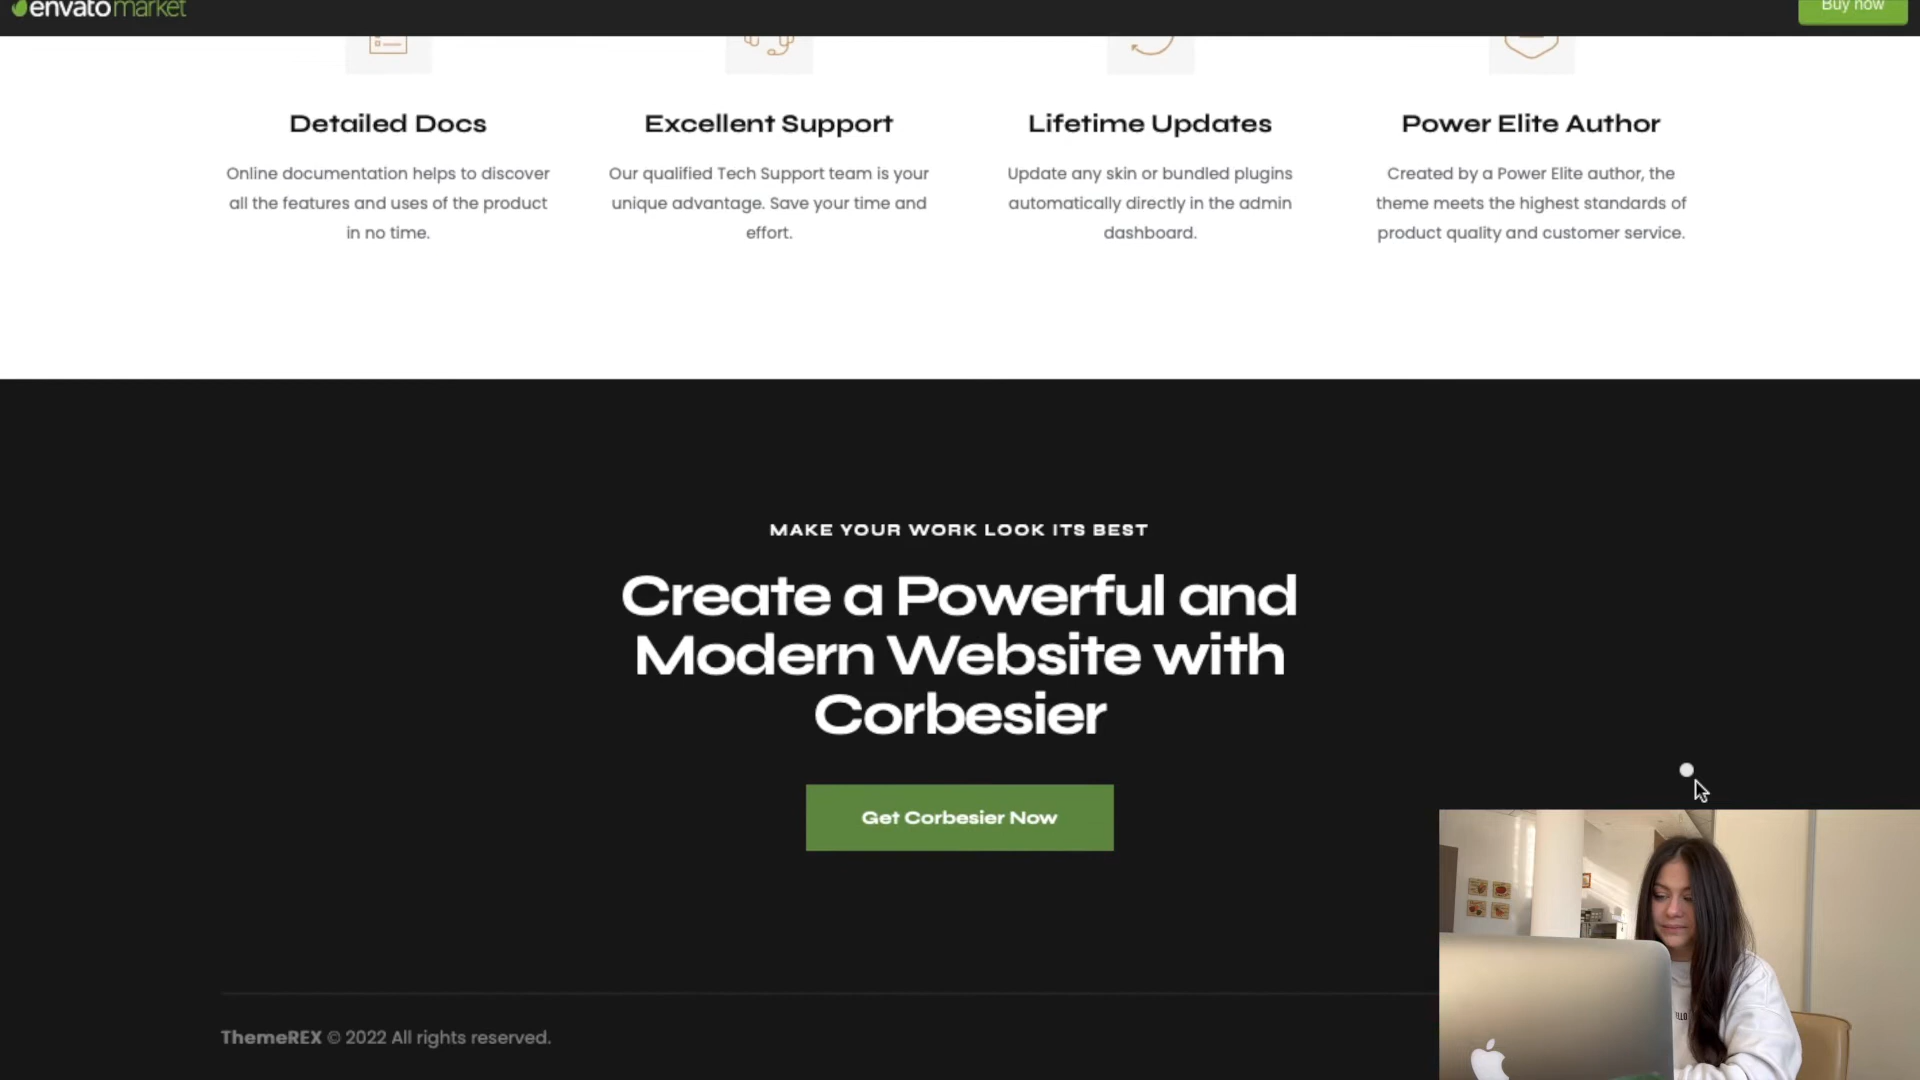 envatomarket
Buy now
Detailed Docs
Excellent Support
Lifetime Updates
Power Elite Author
Online documentation helps to discover
all the features and uses of the product
in no time.
Our qualified Tech Support team is your
unique advantage. Save your time and
effort.
Update any skin or bundled plugins
automatically directly in the admin
dashboard.
Created by a Power Elite author, the
theme meets the highest standards of
product quality and customer service.
MAKE YOUR WORK LOOK ITS BEST
Create a Powerful and
Modern Website with
Corbesier
Get Corbesier Now
ThemeREX © 2022 All rights reserved.